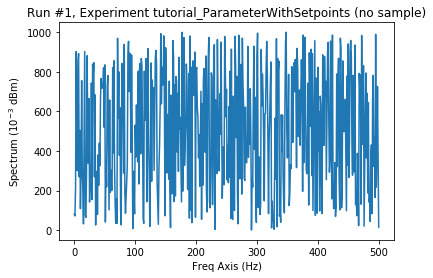 Run #1, Experiment tutorial_ParameterWithSetpoints (no sample)
1000
800
600
400
200
0
Spectrum (10⁻³ dBm)
0 100 200 300 400 500
Freq Axis (Hz)